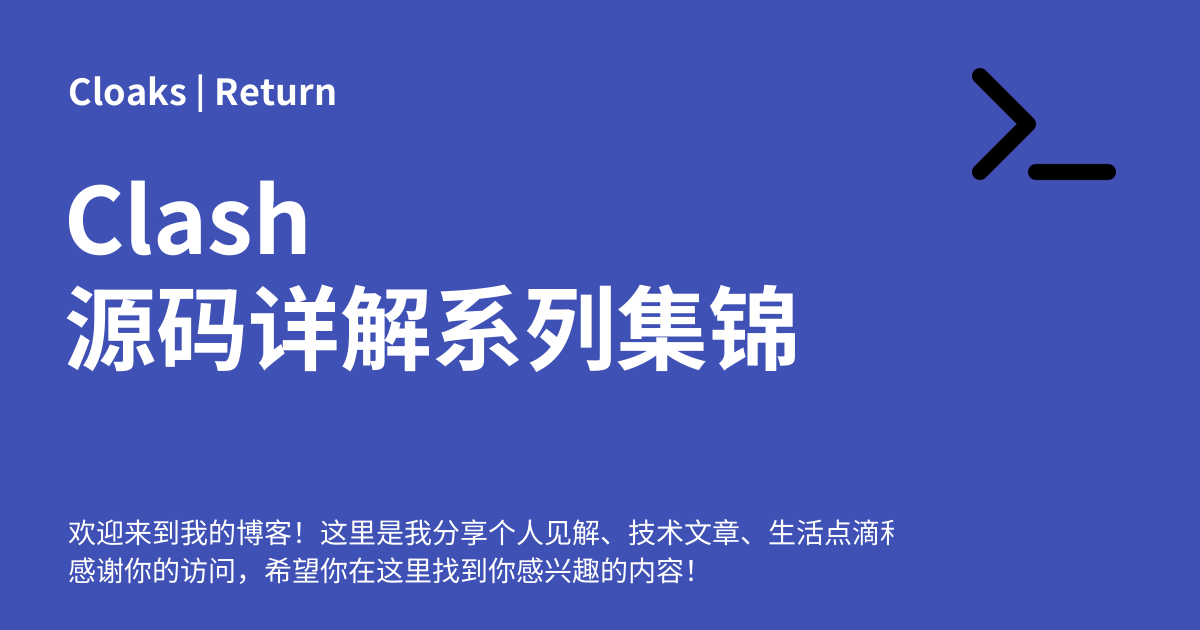 Cloaks | Return
Clash
源码详解系列集锦
欢迎来到我的博客！这里是我分享个人见解、技术文章、生活点滴
感谢你的访问，希望你在这里找到你感兴趣的内容！